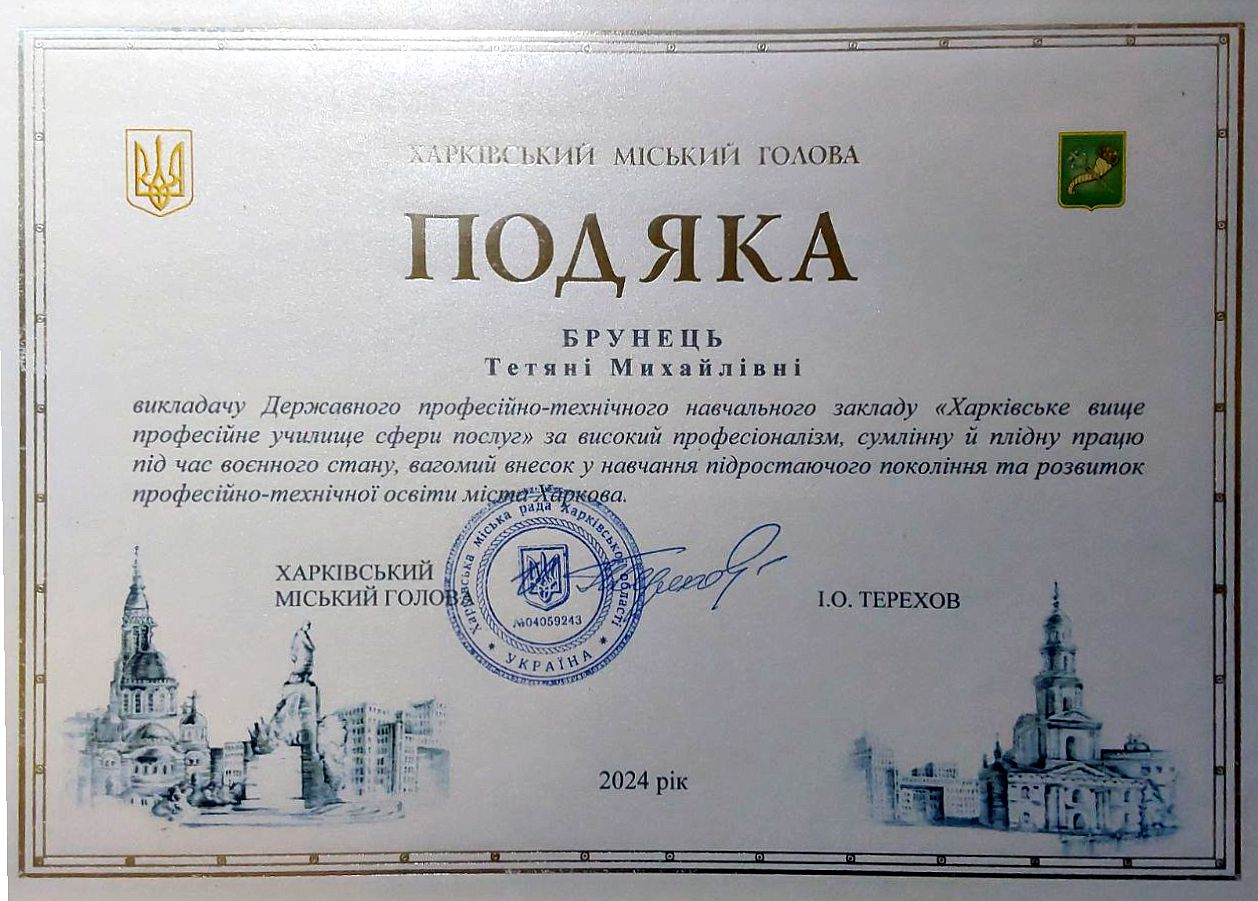 ХАРКІВСЬКИЙ МІСЬКИЙ ГОЛОВА
ПОДЯКА
БРУНЕЦЬ
Тетяні Михайлівні
викладачу Державного професійно-технічного навчального закладу «Харківське вище
професійне училище сфери послуг» за високий професіоналізм, сумлінну й плідну працю
під час воєнного стану, вагомий внесок у навчання підростаючого покоління та розвиток
професійно-технічної освіти міста Харкова.
ХАРКІВСЬКИЙ
МІСЬКИЙ ГОЛОВА
Харківська міська рада Харківської області
№04059243
* УКРАЇНА *
І.О. ТЕРЕХОВ
2024 рік